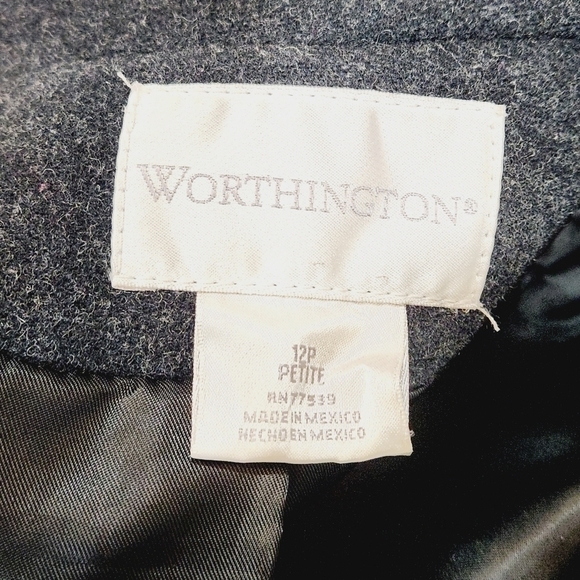 WORTHINGTON®
12P
PETITE
RN77539
MADE IN MEXICO
HECHO EN MEXICO